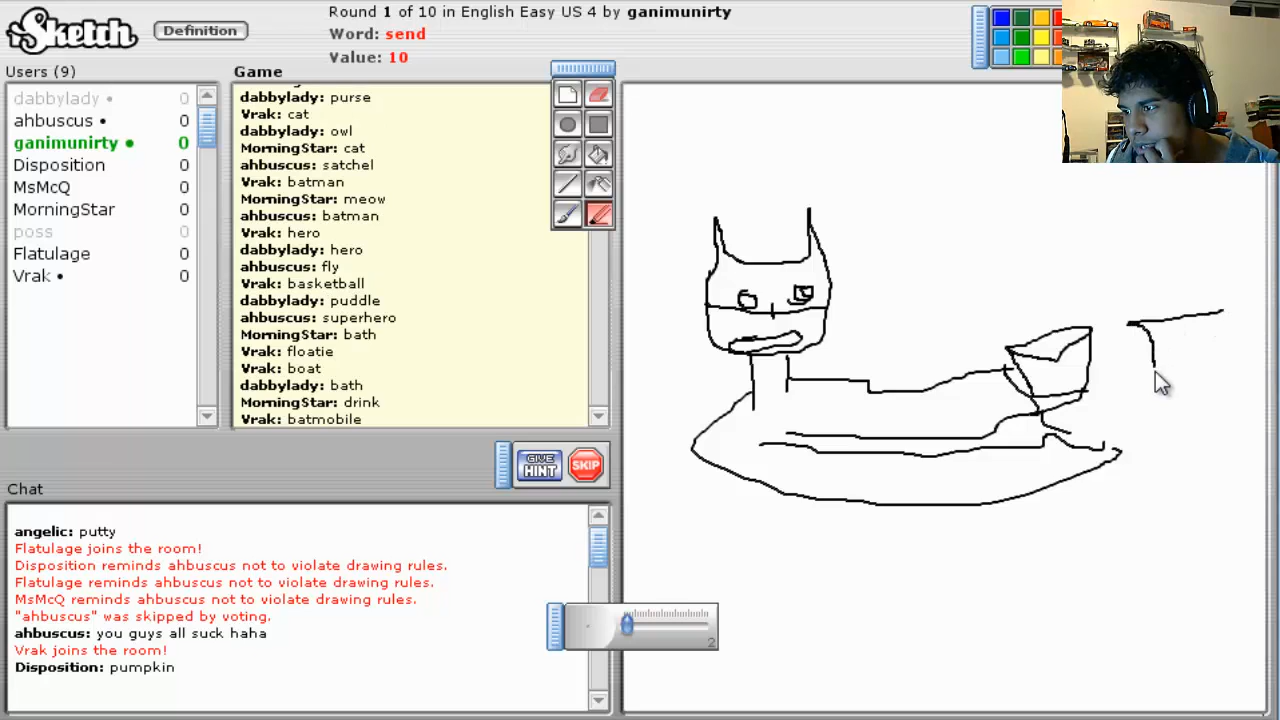 iSketch
Definition
Round 1 of 10 in English Easy US 4 by ganimunirty
Word: send
Value: 10
Users (9)
dabbylady • 0
ahbuscus • 0
ganimunirty • 0
Disposition 0
MsMcQ 0
MorningStar 0
poss 0
Flatulage 0
Vrak • 0
Game
dabbylady: purse
Vrak: cat
dabbylady: owl
MorningStar: cat
ahbuscus: satchel
Vrak: batman
MorningStar: meow
ahbuscus: batman
Vrak: hero
dabbylady: hero
ahbuscus: fly
Vrak: basketball
dabbylady: puddle
ahbuscus: superhero
MorningStar: bath
Vrak: floatie
Vrak: boat
dabbylady: bath
MorningStar: drink
Vrak: batmobile
GIVE HINT
SKIP
Chat
angelic: putty
Flatulage joins the room!
Disposition reminds ahbuscus not to violate drawing rules.
Flatulage reminds ahbuscus not to violate drawing rules.
MsMcQ reminds ahbuscus not to violate drawing rules.
"ahbuscus" was skipped by voting.
ahbuscus: you guys all suck haha
Vrak joins the room!
Disposition: pumpkin
2